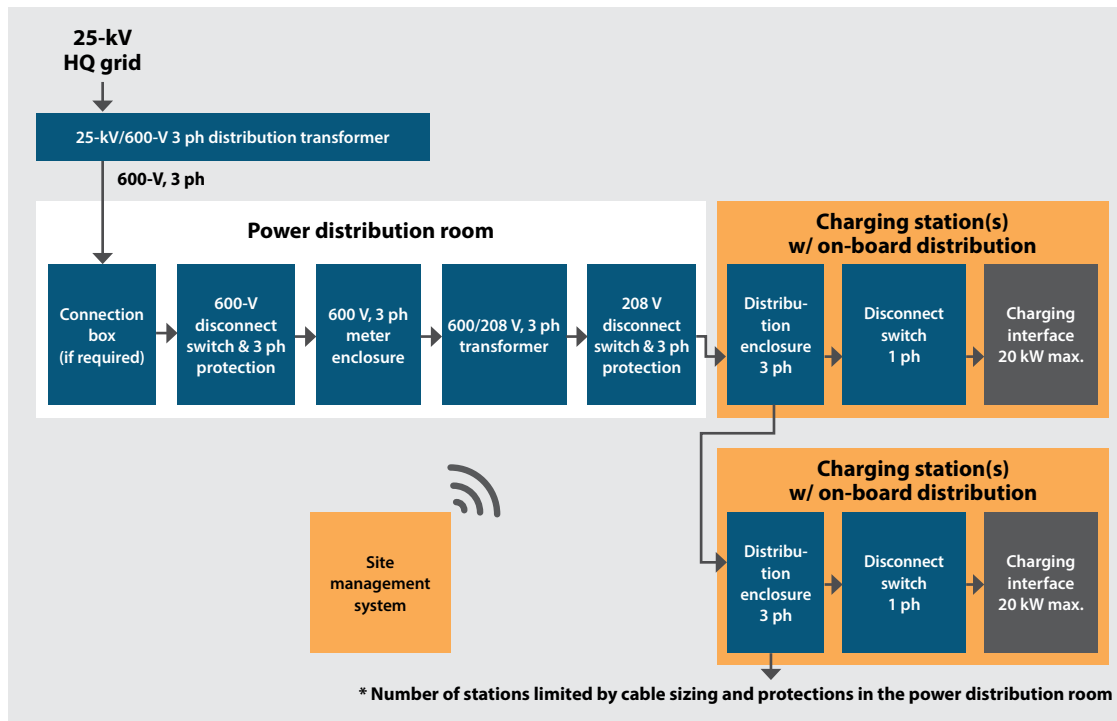 25-kV
HQ grid
25-kV/600-V 3 ph distribution transformer
600-V, 3 ph
Power distribution room
Connection
box
(if required)
600-V
disconnect
switch & 3 ph
protection
600 V, 3 ph
meter
enclosure
600/208 V, 3 ph
transformer
208 V
disconnect
switch & 3 ph
protection
Charging station(s)
w/ on-board distribution
Distribu-
tion
enclosure
3 ph
Disconnect
switch
1 ph
Charging
interface
20 kW max.
Charging station(s)
w/ on-board distribution
Distribu-
tion
enclosure
3 ph
Disconnect
switch
1 ph
Charging
interface
20 kW max.
Site
management
system
* Number of stations limited by cable sizing and protections in the power distribution room